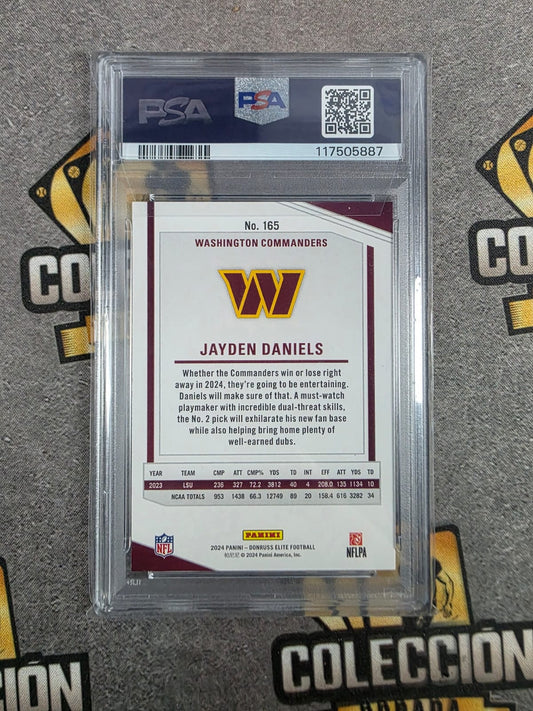 PSA
PSA
117505887
No. 165
WASHINGTON COMMANDERS
W
JAYDEN DANIELS
Whether the Commanders win or lose right
away in 2024, they're going to be entertaining.
Daniels will make sure of that. A must-watch
playmaker with incredible dual-threat skills,
the No. 2 pick will exhilarate his new fan base
while also helping bring home plenty of
well-earned dubs.
YEAR TEAM CMP ATT CMP% YDS TD INT EFF ATT YDS TD
2023 LSU 236 327 72.2 3812 40 4 208.0 135 1134 10
NCAA TOTALS 953 1438 66.3 12749 89 20 158.4 616 3282 34
NFL
PANINI
NFLPA
2024 PANINI – DONRUSS ELITE FOOTBALL
© 2024 Panini America, Inc.
COLECCIÓN
COLECCIÓN
CCIÓN
COLECCIÓN